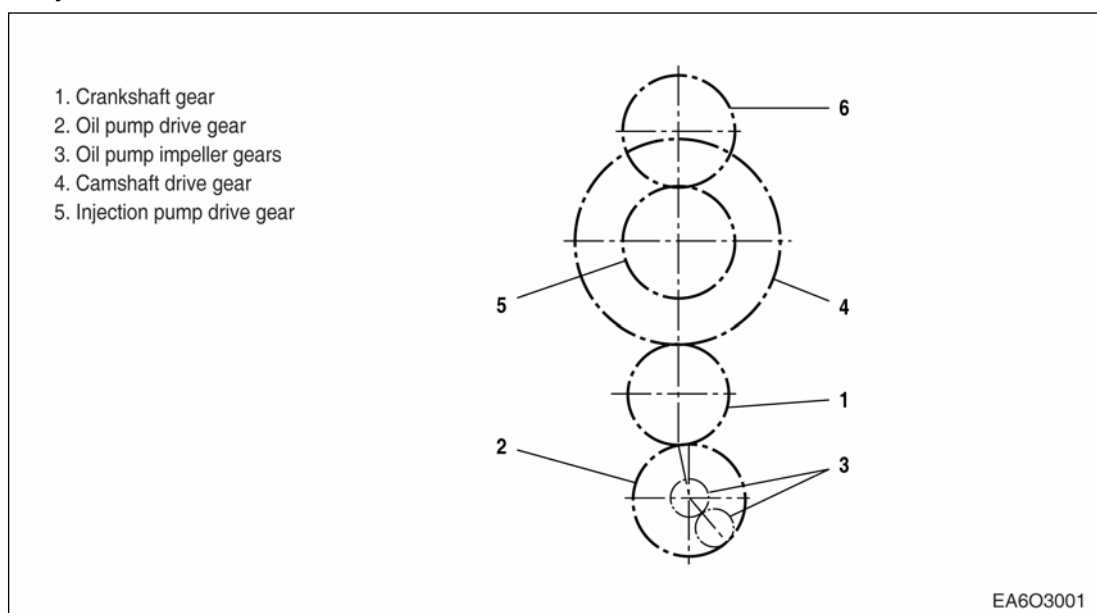 1. Crankshaft gear
2. Oil pump drive gear
3. Oil pump impeller gears
4. Camshaft drive gear
5. Injection pump drive gear
6
5
4
1
2
3
EA6O3001